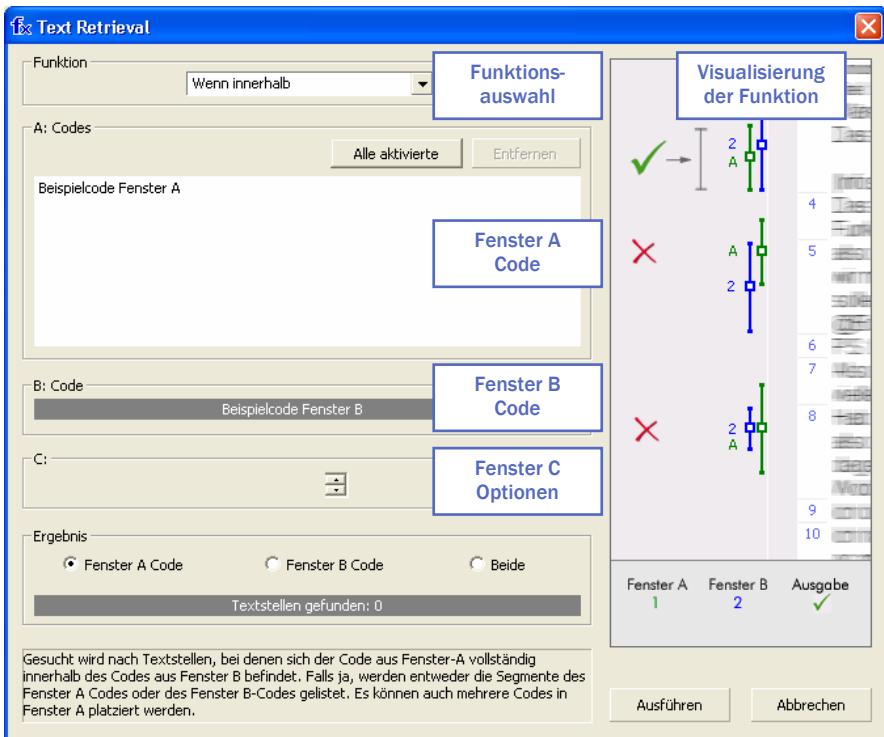 Text Retrieval
Funktion
Wenn innerhalb
Funktions-
auswahl
A: Codes
Alle aktivierte
Entfernen
Beispielcode Fenster A
Fenster A
Code
B: Code
Beispielcode Fenster B
Fenster B
Code
C:
Fenster C
Optionen
Ergebnis
Fenster A Code
Fenster B Code
Beide
Textstellen gefunden: 0
Gesucht wird nach Textstellen, bei denen sich der Code aus Fenster-A vollständig
innerhalb des Codes aus Fenster B befindet. Falls ja, werden entweder die Segmente des
Fenster A Codes oder des Fenster B-Codes gelistet. Es können auch mehrere Codes in
Fenster A platziert werden.
Visualisierung
der Funktion
2
A
4
A
5
2
6
7
2
8
A
9
10
Fenster A
Fenster B
Ausgabe
1
2
Ausführen
Abbrechen